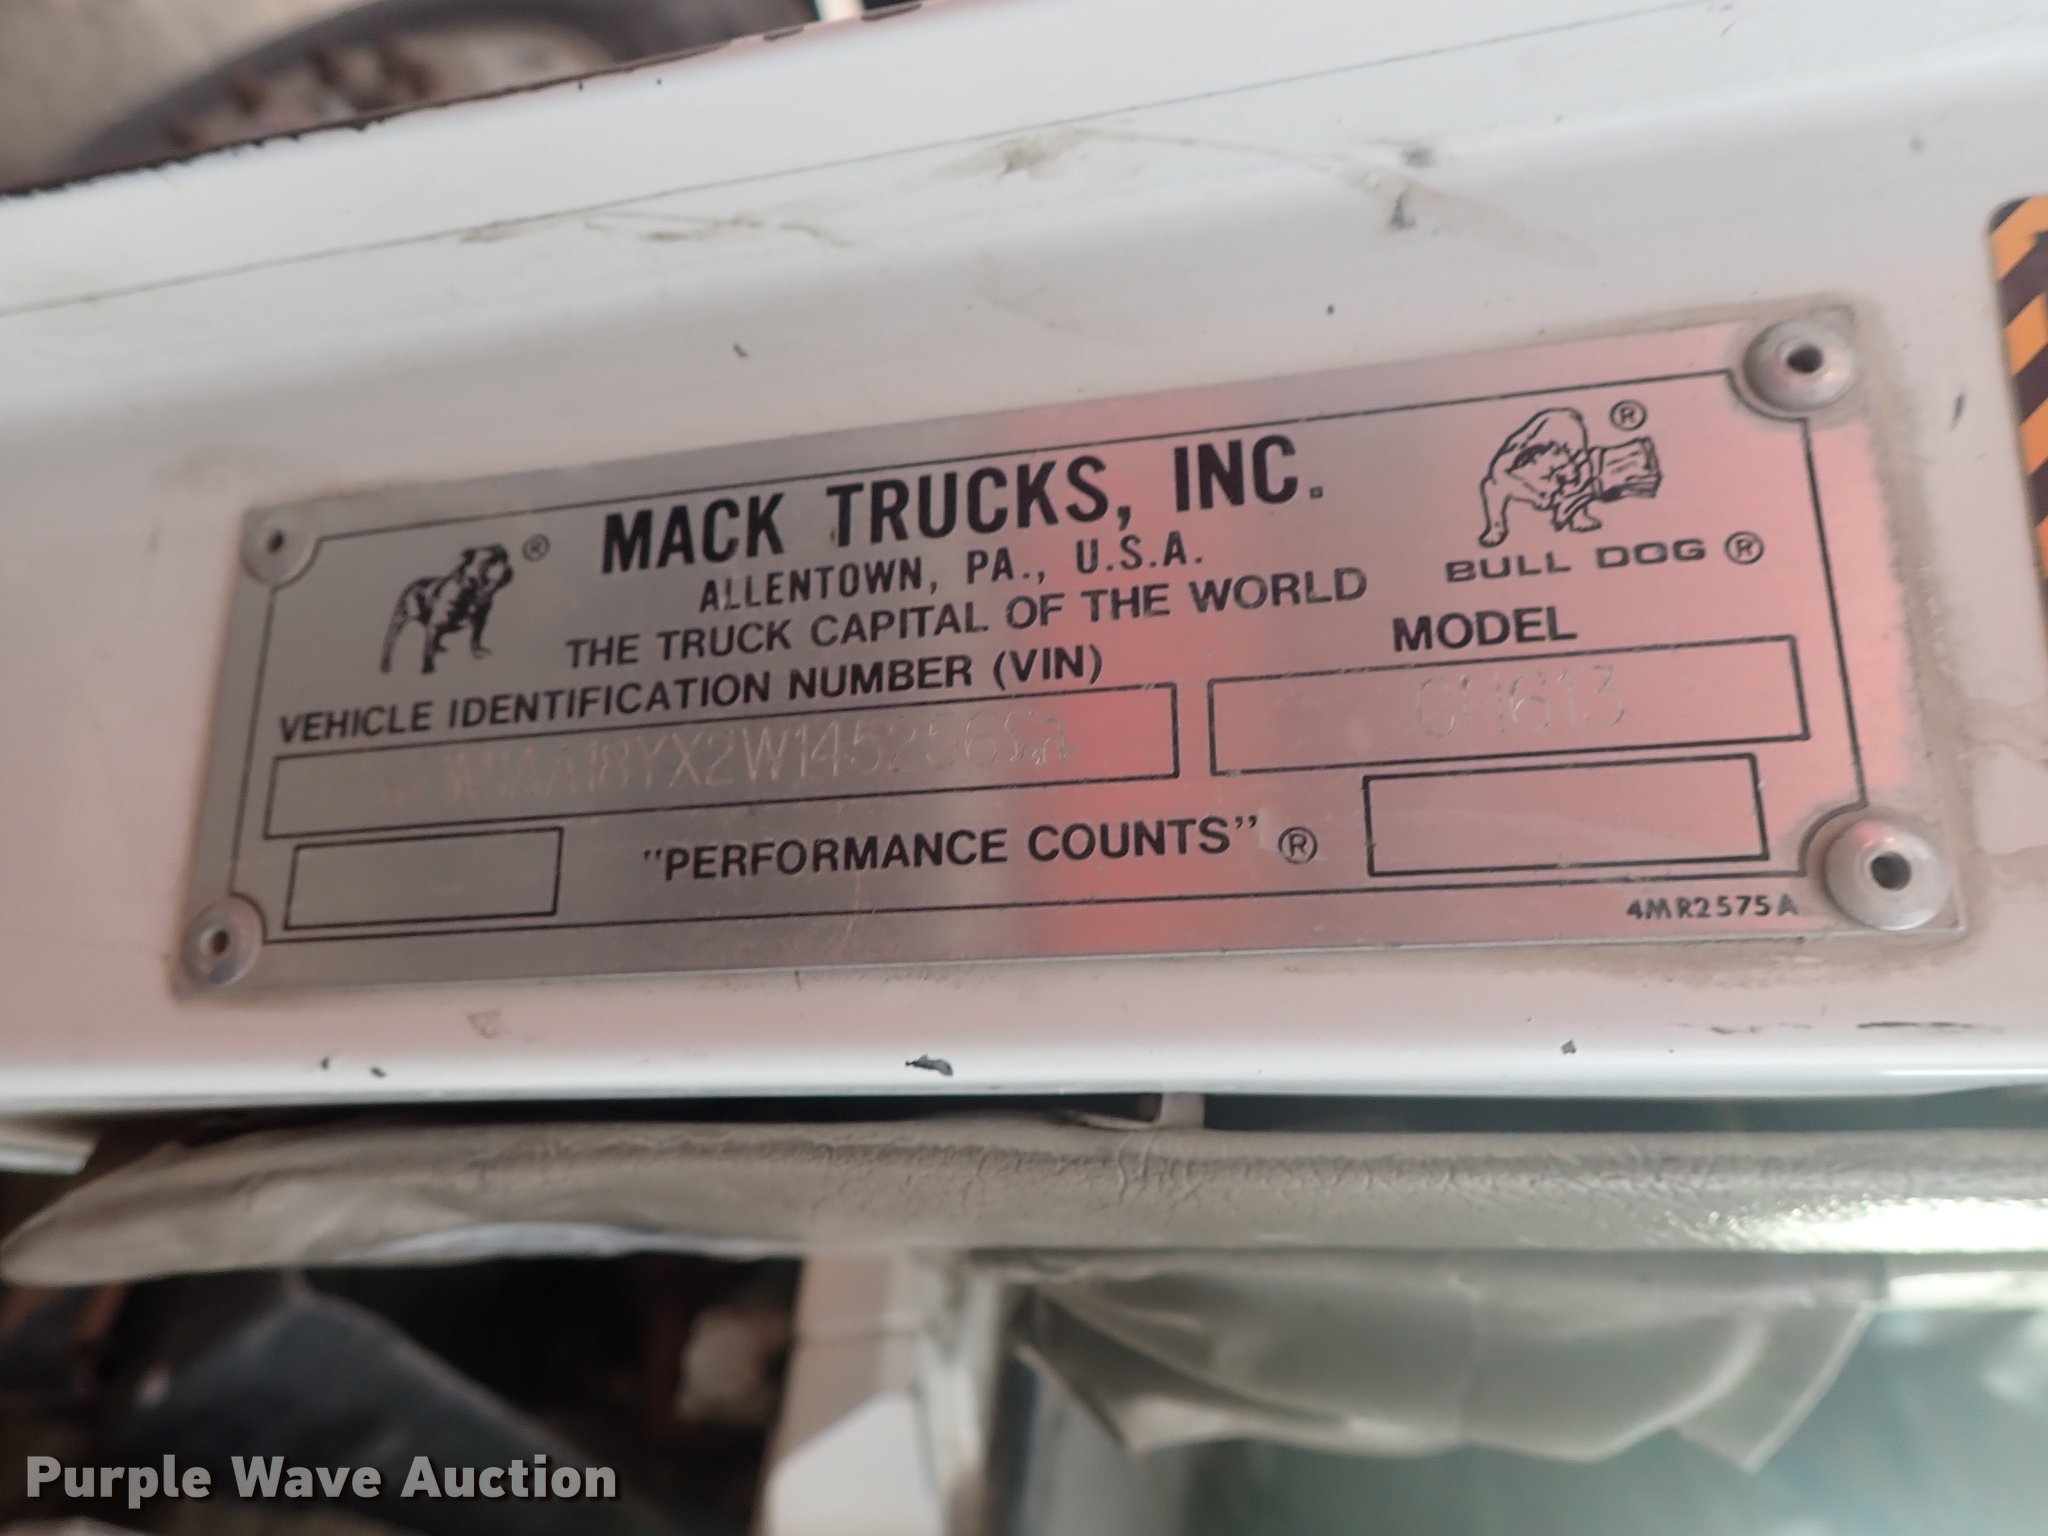 MACK TRUCKS, INC.
ALLENTOWN, PA., U.S.A.
THE TRUCK CAPITAL OF THE WORLD
BULL DOG ®
VEHICLE IDENTIFICATION NUMBER (VIN)
MODEL
CH613
"PERFORMANCE COUNTS" ®
4MR2575A
Purple Wave Auction